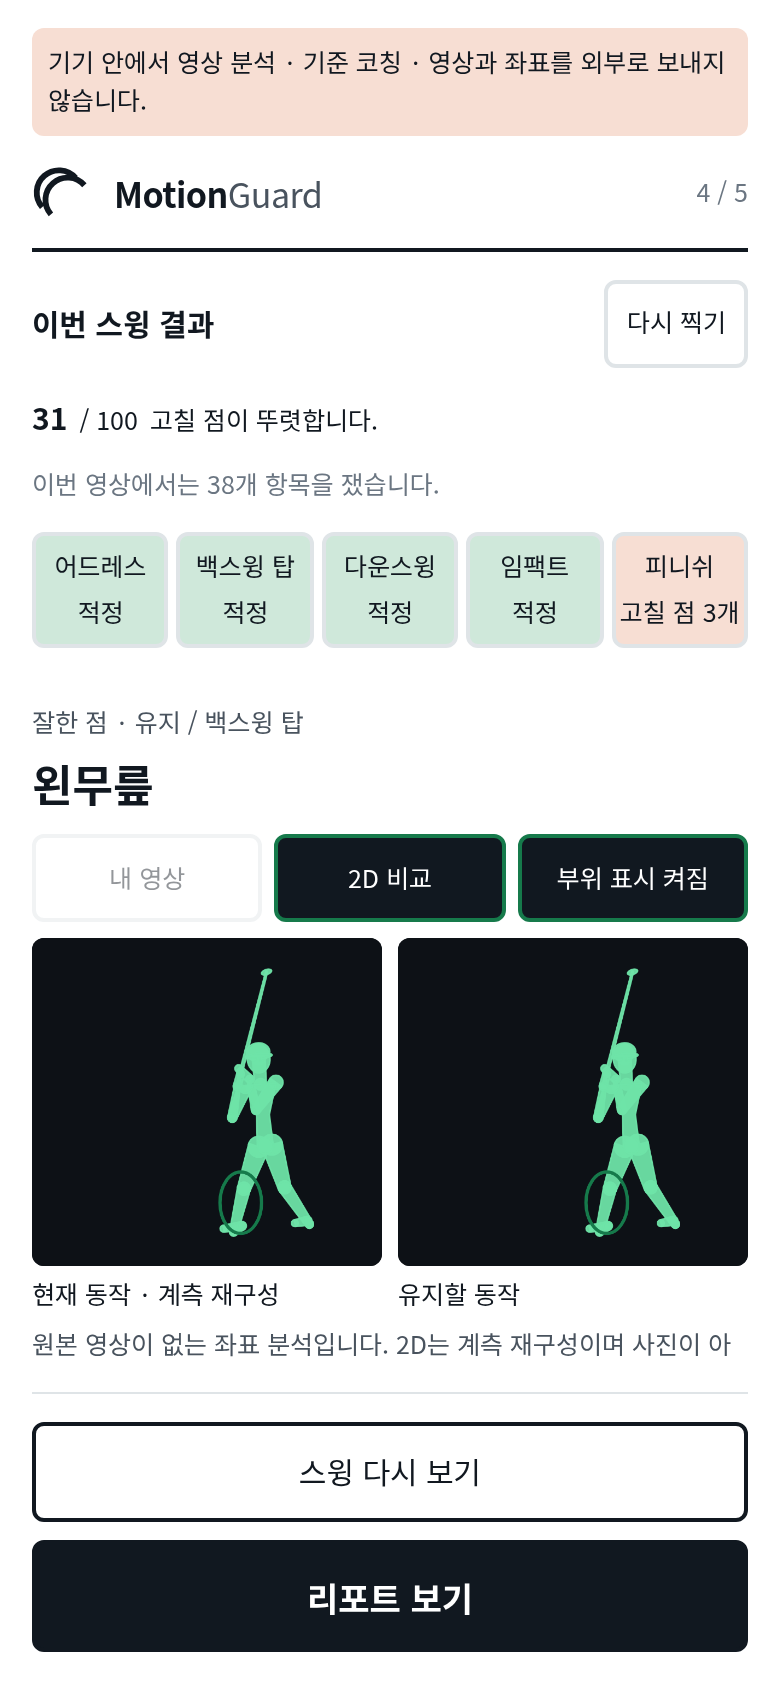 기기 안에서 영상 분석 · 기준 코칭 · 영상과 좌표를 외부로 보내지
않습니다.
MotionGuard
4 / 5
이번 스윙 결과
다시 찍기
31 / 100 고칠 점이 뚜렷합니다.
이번 영상에서는 38개 항목을 쟀습니다.
어드레스
적정
백스윙 탑
적정
다운스윙
적정
임팩트
적정
피니쉬
고칠 점 3개
잘한 점 · 유지 / 백스윙 탑
왼무릎
내 영상
2D 비교
부위 표시 켜짐
현재 동작 · 계측 재구성
유지할 동작
원본 영상이 없는 좌표 분석입니다. 2D는 계측 재구성이며 사진이 아
스윙 다시 보기
리포트 보기